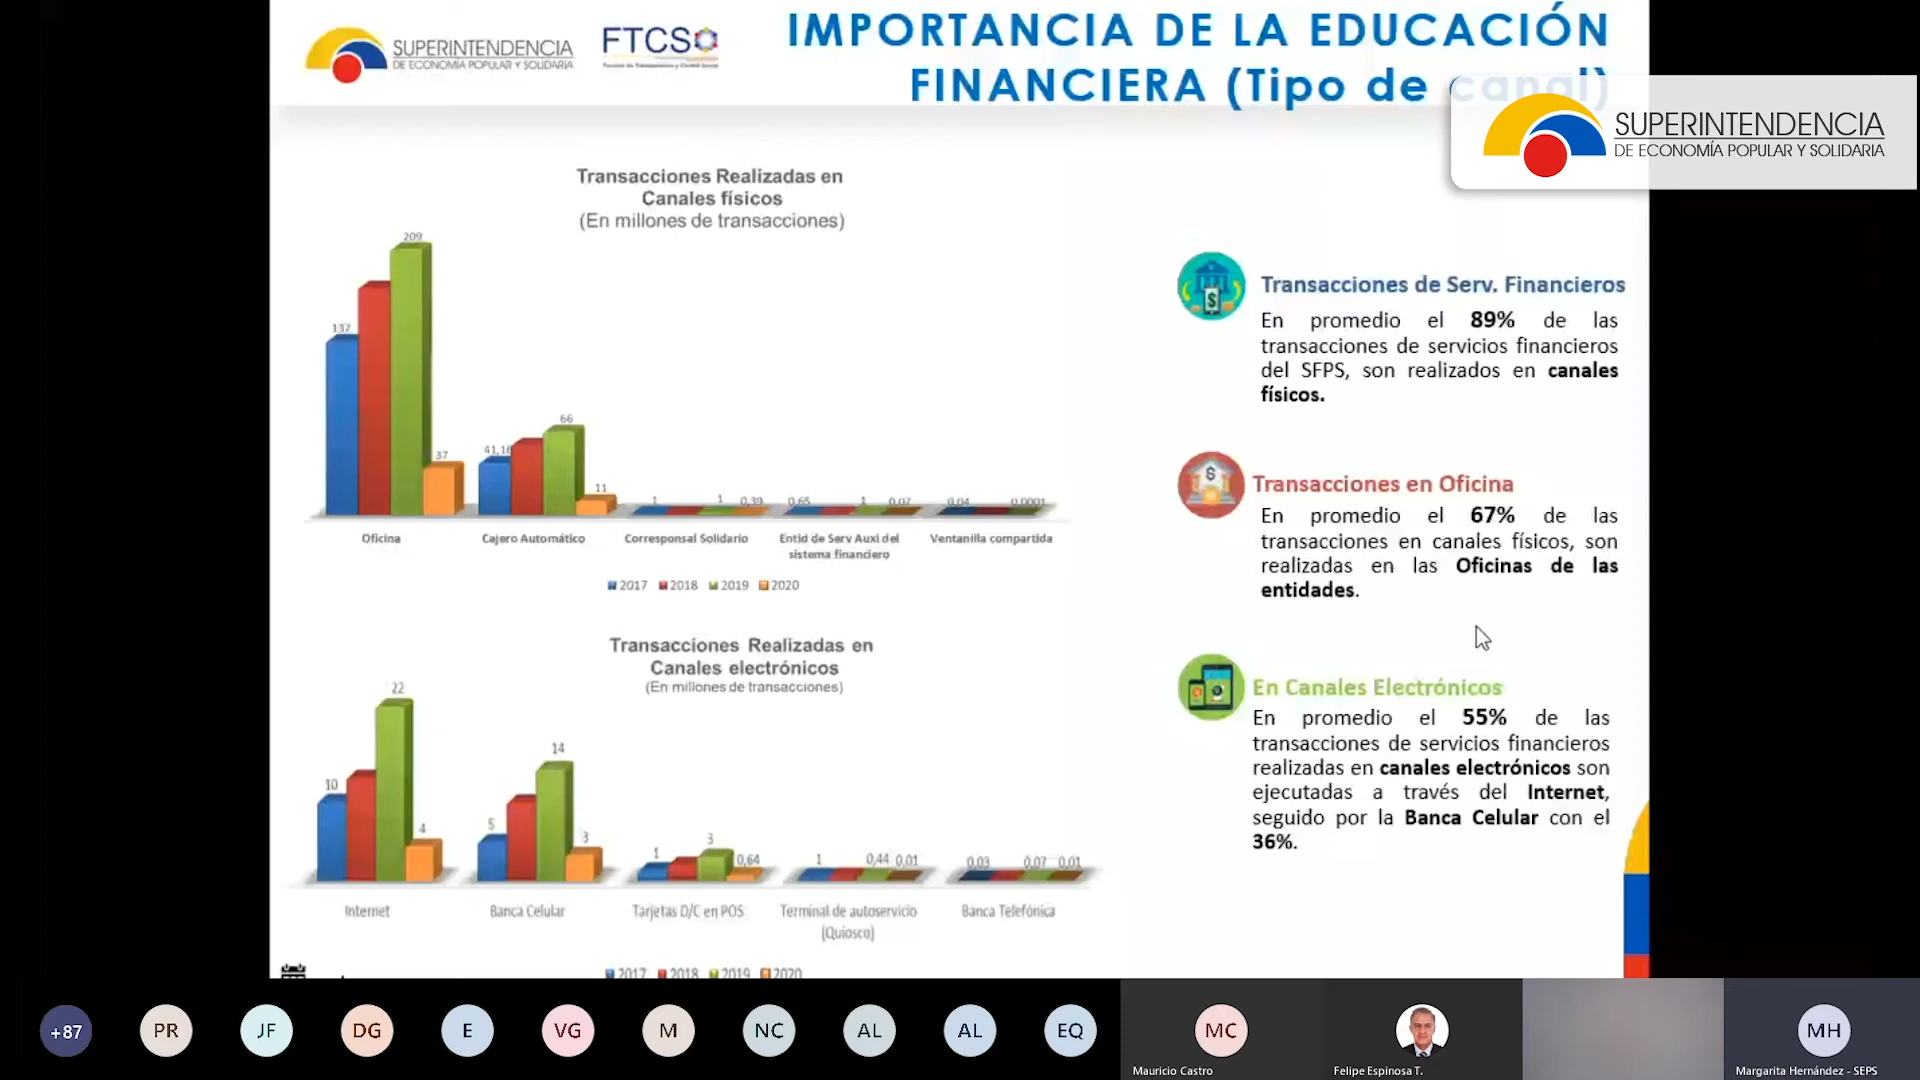 SUPERINTENDENCIA
DE ECONOMÍA POPULAR Y SOLIDARIA
FTCS
IMPORTANCIA DE LA EDUCACIÓN
FINANCIERA (Tipo de canal)
SUPERINTENDENCIA
DE ECONOMÍA POPULAR Y SOLIDARIA
Transacciones Realizadas en
Canales físicos
(En millones de transacciones)
209
137
66
41,18
37
11
1
1
0,39
0,65
1
0,07
0,04
0,0001
Oficina
Cajero Automático
Corresponsal Solidario
Entid de Serv Auxi del
sistema financiero
Ventanilla compartida
2017 2018 2019 2020
Transacciones Realizadas en
Canales electrónicos
(En millones de transacciones)
22
10
4
14
5
3
1
3
0,64
1
0,44 0,01
0,03
0,07 0,01
Internet
Banca Celular
Tarjetas D/C en POS
Terminal de autoservicio
(Quiosco)
Banca Telefónica
2017 2018 2019 2020
Transacciones de Serv. Financieros
En promedio el 89% de las
transacciones de servicios financieros
del SFPS, son realizados en canales
físicos.
Transacciones en Oficina
En promedio el 67% de las
transacciones en canales físicos, son
realizadas en las Oficinas de las
entidades.
En Canales Electrónicos
En promedio el 55% de las
transacciones de servicios financieros
realizadas en canales electrónicos son
ejecutadas a través del Internet,
seguido por la Banca Celular con el
36%.
+87
PR
JF
DG
E
VG
M
NC
AL
AL
EQ
MC
MH
Mauricio Castro
Felipe Espinosa T.
Margarita Hernández - SEPS